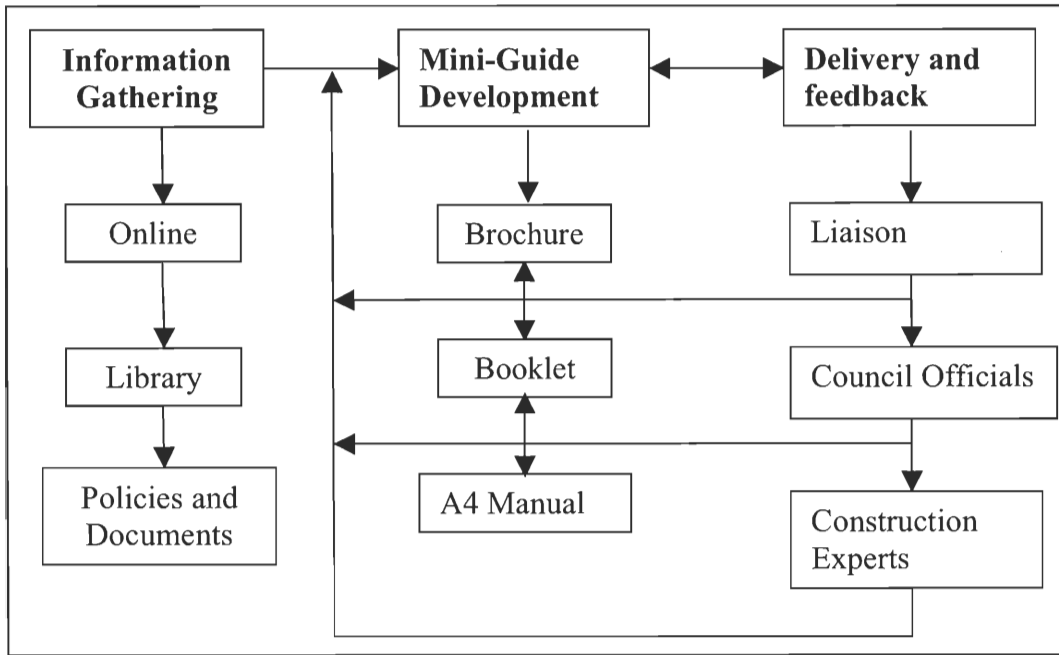 Information
Gathering
Mini-Guide
Development
Delivery and
feedback
Online
Brochure
Liaison
Library
Booklet
Council Officials
Policies and
Documents
A4 Manual
Construction
Experts